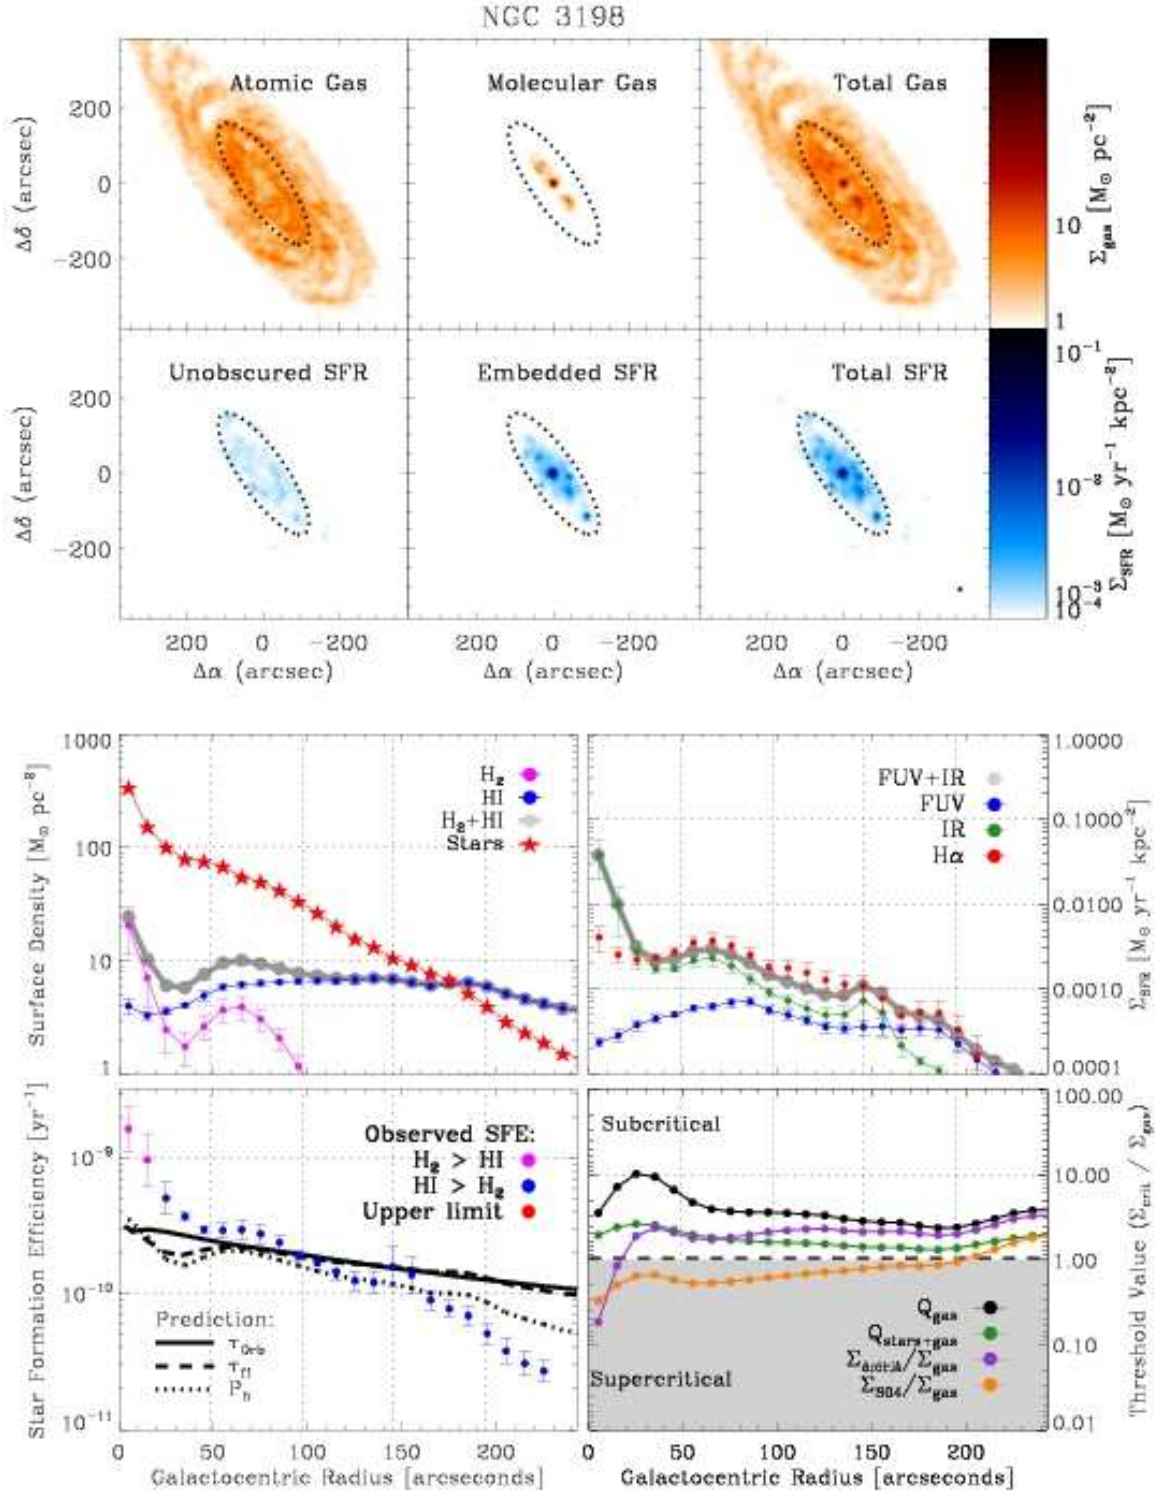 NGC 3198
Atomic Gas
Molecular Gas
Total Gas
200
0
-200
Δδ (arcsec)
10
1
Σgas [M⊙ pc⁻²]
Unobscured SFR
Embedded SFR
Total SFR
200
0
-200
Δδ (arcsec)
10⁻¹
10⁻²
10⁻³
10⁻⁴
ΣSFR [M⊙ yr⁻¹ kpc⁻²]
200 0 -200
200 0 -200
200 0 -200
Δα (arcsec)
Δα (arcsec)
Δα (arcsec)
1000
100
10
1
Surface Density [M⊙ pc⁻²]
H₂
HI
H₂+HI
Stars
FUV+IR
FUV
IR
Hα
1.0000
0.1000
0.0100
0.0010
0.0001
ΣSFR [M⊙ yr⁻¹ kpc⁻²]
10⁻⁹
10⁻¹⁰
10⁻¹¹
Star Formation Efficiency [yr⁻¹]
Observed SFE:
H₂ > HI
HI > H₂
Upper limit
Prediction:
τOrb
τff
Ph
0 50 100 150 200
Galactocentric Radius [arcseconds]
Subcritical
Supercritical
Qgas
Qstars+gas
Σcrit,A/Σgas
ΣS04/Σgas
100.00
10.00
1.00
0.10
0.01
Threshold Value (Σcrit / Σgas)
0 50 100 150 200
Galactocentric Radius [arcseconds]